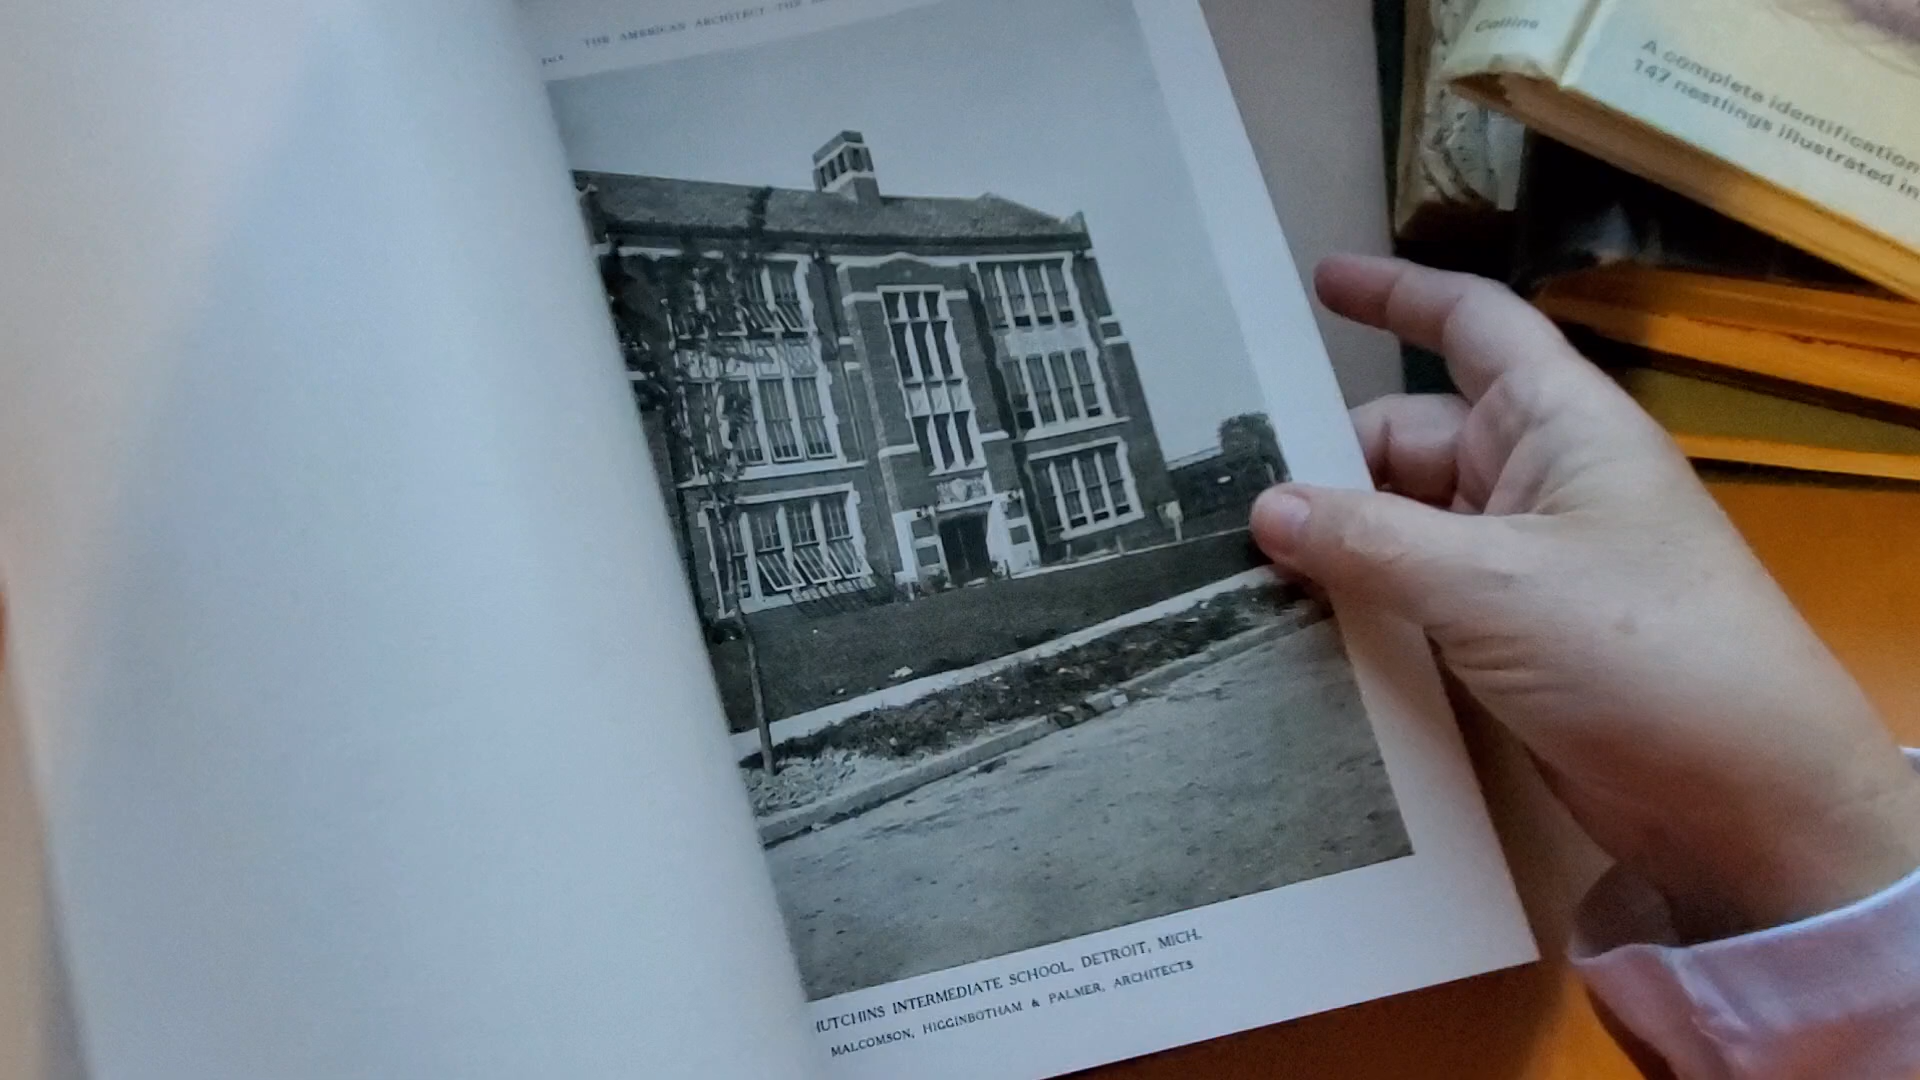 THE AMERICAN ARCHITECT THE
HUTCHINS INTERMEDIATE SCHOOL, DETROIT, MICH.
MALCOMSON, HIGGINBOTHAM & PALMER, ARCHITECTS
Collins
A complete identification
147 nestlings illustrated in